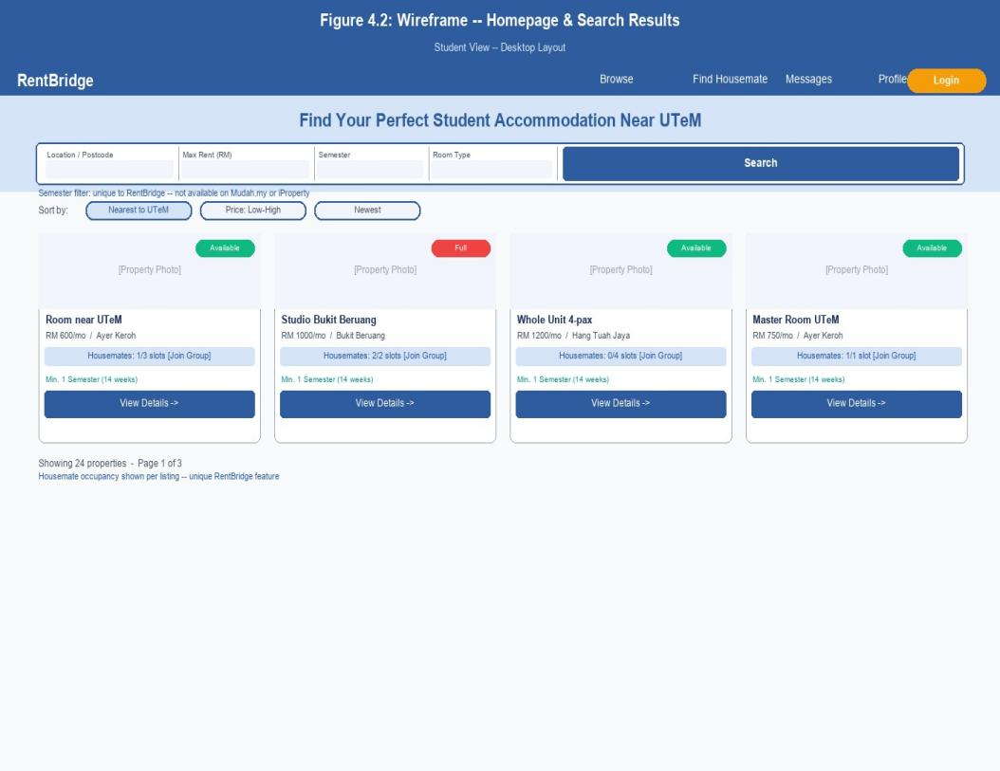 Figure 4.2: Wireframe -- Homepage & Search Results
Student View -- Desktop Layout
RentBridge Browse Find Housemate Messages Profile Login
Find Your Perfect Student Accommodation Near UTeM
Location / Postcode Max Rent (RM) Semester Room Type Search
Semester filter: unique to RentBridge -- not available on Mudah.my or iProperty
Sort by: Nearest to UTeM Price: Low-High Newest
Available Full Available Available
[Property Photo] [Property Photo] [Property Photo] [Property Photo]
Room near UTeM Studio Bukit Beruang Whole Unit 4-pax Master Room UTeM
RM 600/mo / Ayer Keroh RM 1000/mo / Bukit Beruang RM 1200/mo / Hang Tuah Jaya RM 750/mo / Ayer Keroh
Housemates: 1/3 slots [Join Group] Housemates: 2/2 slots [Join Group] Housemates: 0/4 slots [Join Group] Housemates: 1/1 slot [Join Group]
Min. 1 Semester (14 weeks) Min. 1 Semester (14 weeks) Min. 1 Semester (14 weeks) Min. 1 Semester (14 weeks)
View Details -> View Details -> View Details -> View Details ->
Showing 24 properties - Page 1 of 3
Housemate occupancy shown per listing -- unique RentBridge feature